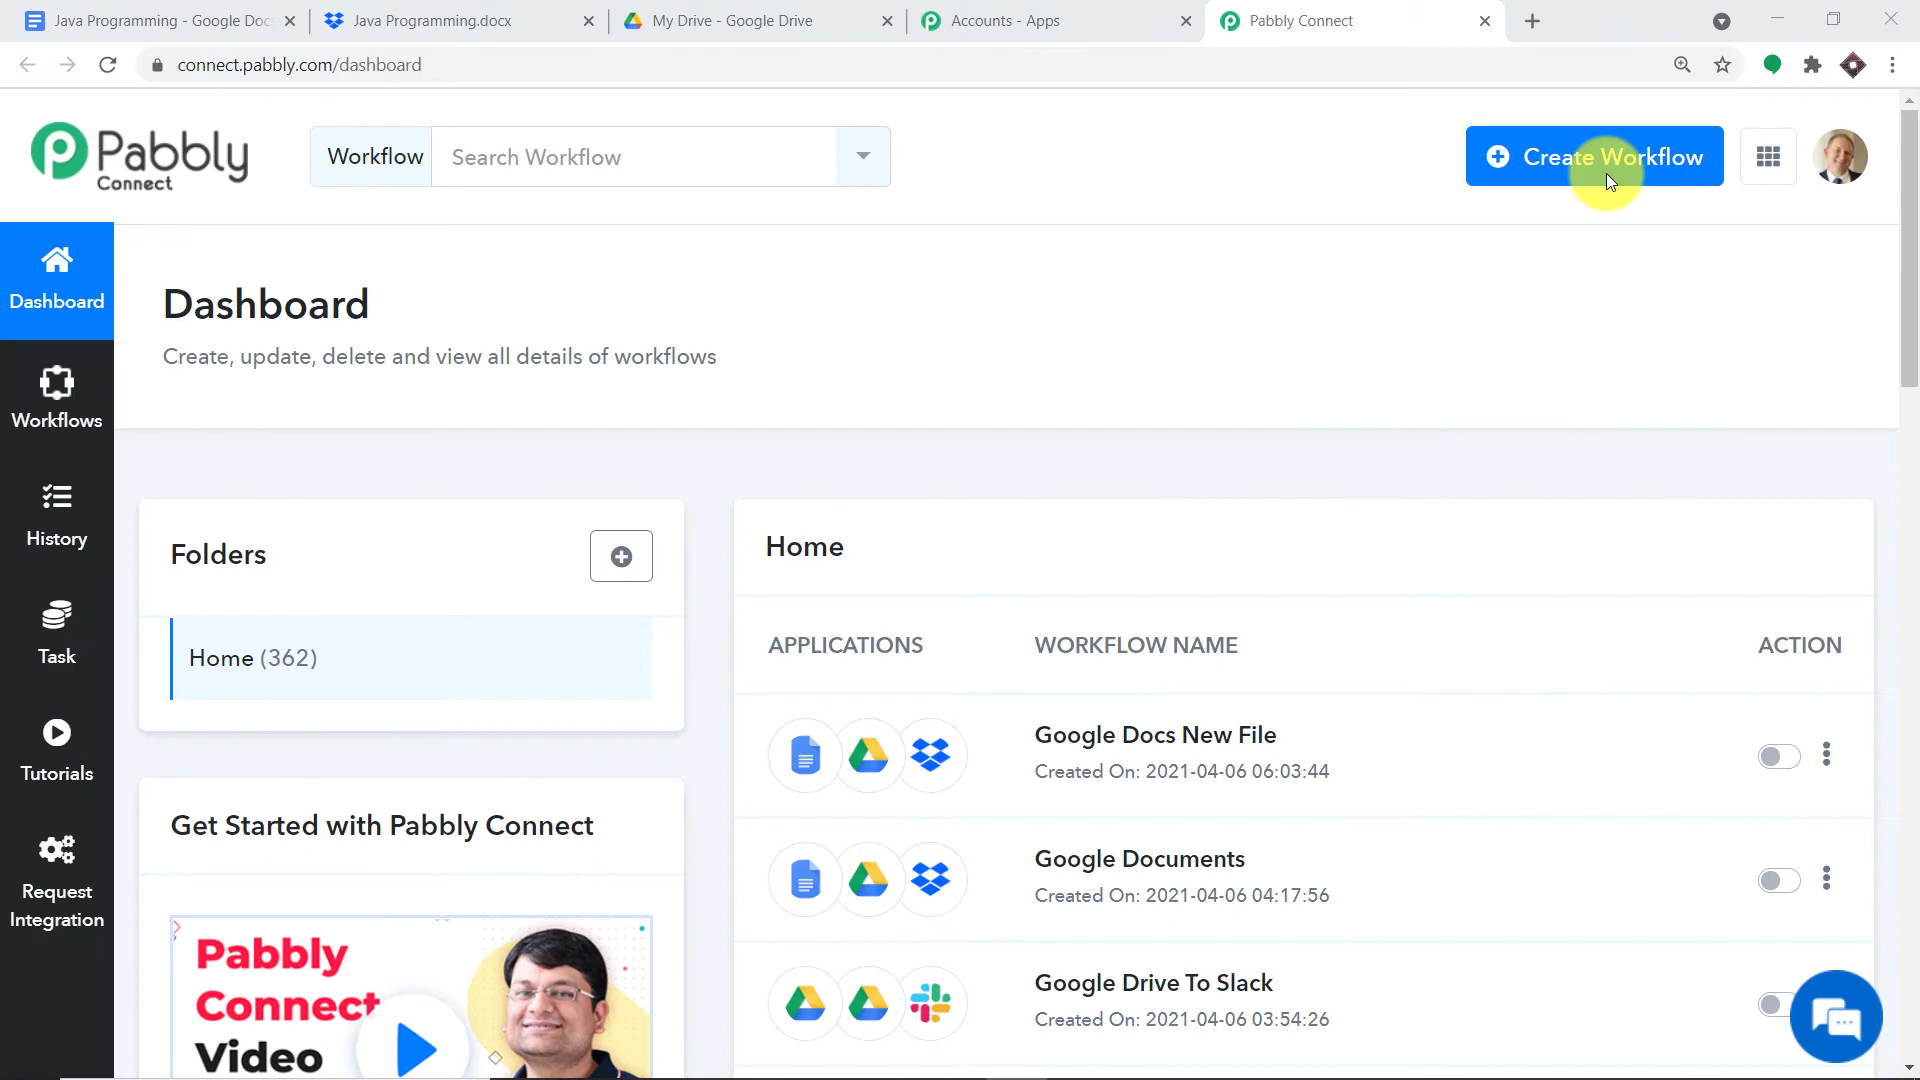 Java Programming - Google Doc
Java Programming.docx
My Drive - Google Drive
Accounts - Apps
Pabbly Connect
connect.pabbly.com/dashboard
Pabbly
Connect
Workflow
Search Workflow
Create Workflow
Dashboard
Workflows
History
Task
Tutorials
Request
Integration
Dashboard
Create, update, delete and view all details of workflows
Folders
Home (362)
Get Started with Pabbly Connect
Pabbly
Connect
Video
Home
APPLICATIONS
WORKFLOW NAME
ACTION
Google Docs New File
Created On: 2021-04-06 06:03:44
Google Documents
Created On: 2021-04-06 04:17:56
Google Drive To Slack
Created On: 2021-04-06 03:54:26